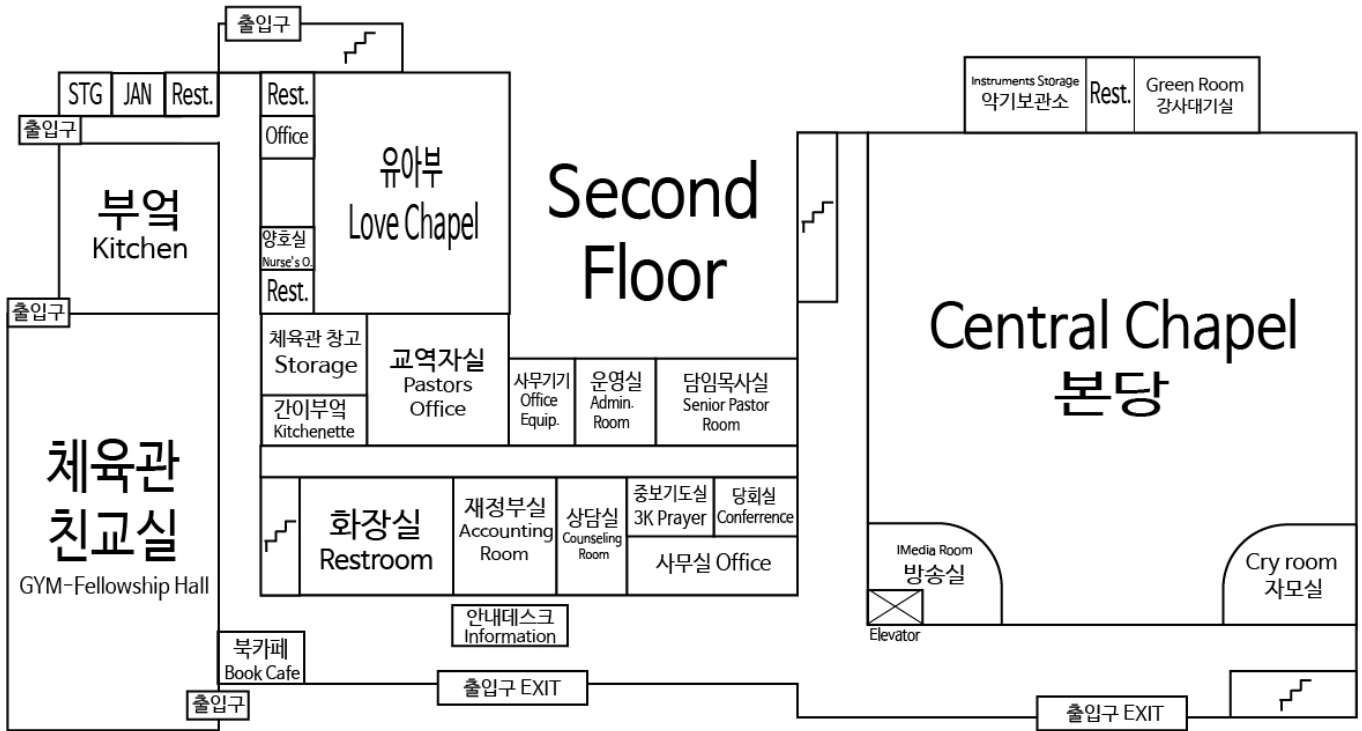 출입구
STG
JAN
Rest.
Rest.
출입구
Office
Instruments Storage
악기보관소
Rest.
Green Room
강사대기실
부엌
Kitchen
유아부
Love Chapel
양호실
Nurse's O.
Rest.
Second
Floor
출입구
체육관 창고
Storage
간이부엌
Kitchenette
교역자실
Pastors
Office
사무기기
Office
Equip.
운영실
Admin.
Room
담임목사실
Senior Pastor
Room
Central Chapel
본당
체육관
친교실
GYM-Fellowship Hall
화장실
Restroom
재정부실
Accounting
Room
상담실
Counseling
Room
중보기도실
3K Prayer
당회실
Conferrence
사무실 Office
IMedia Room
방송실
Elevator
Cry room
자모실
안내데스크
Information
북카페
Book Cafe
출입구
출입구 EXIT
출입구 EXIT